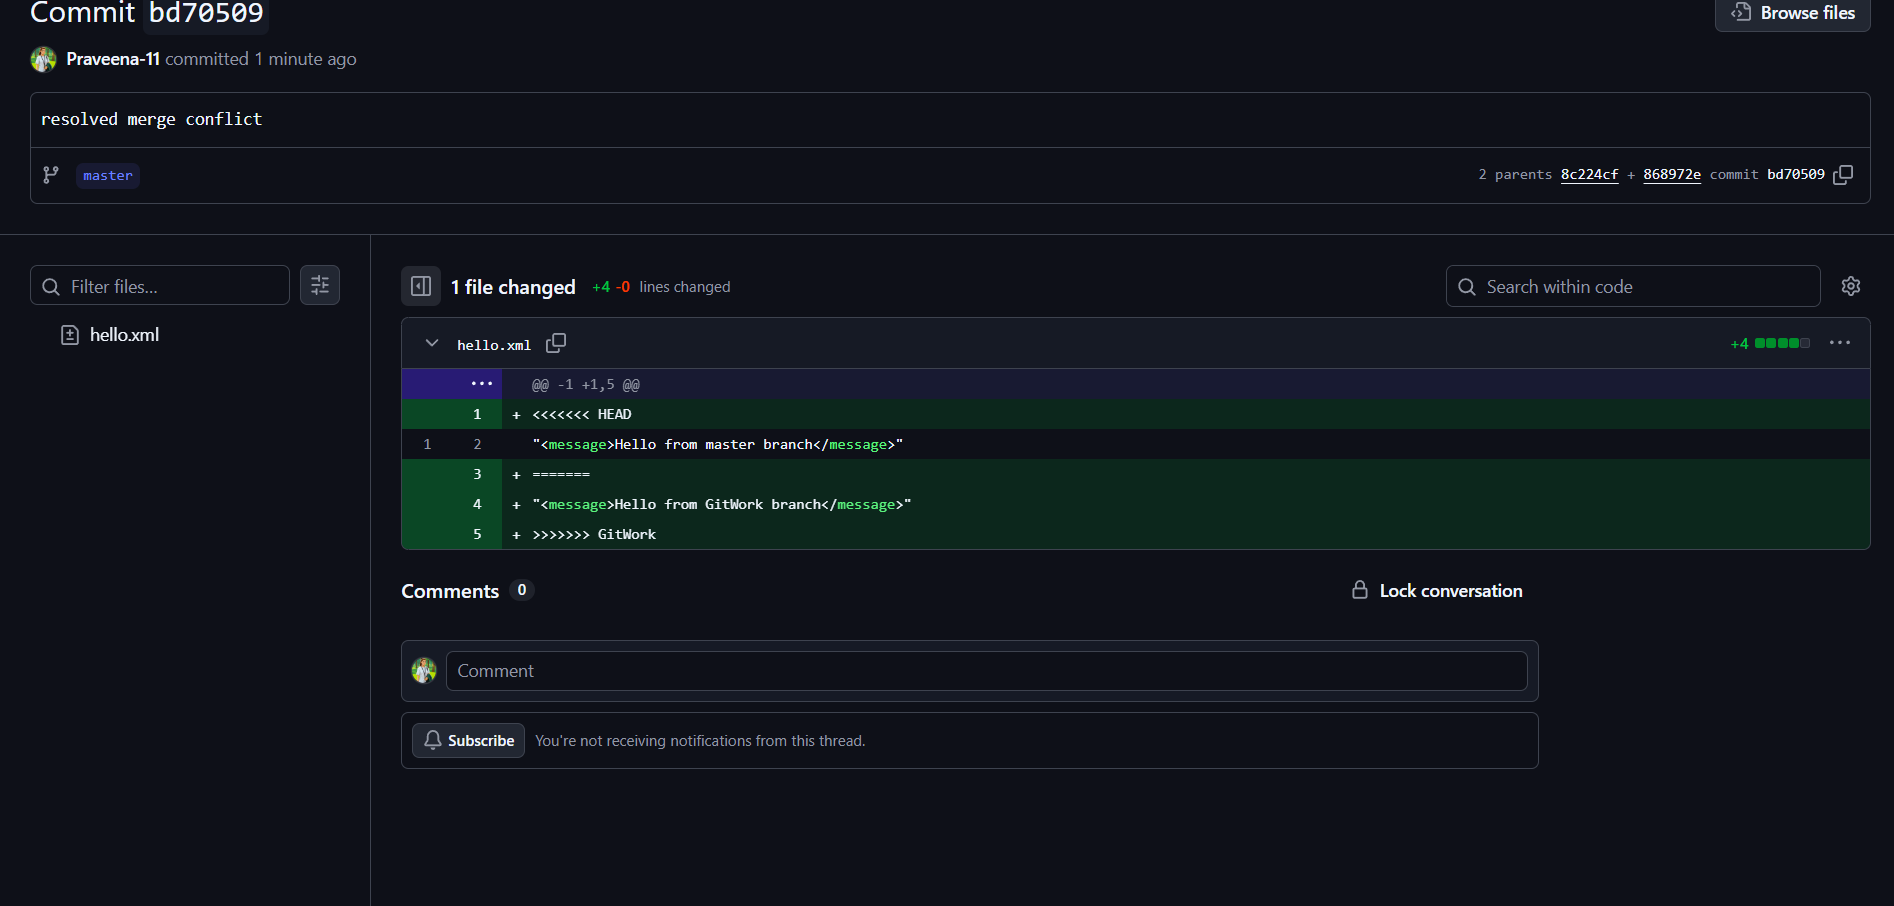 Commit bd70509
Browse files
Praveena-11 committed 1 minute ago
resolved merge conflict
master
2 parents 8c224cf + 868972e commit bd70509
Filter files...
hello.xml
1 file changed +4 -0 lines changed
Search within code
hello.xml
+4
@@ -1 +1,5 @@
1 + <<<<<<< HEAD
1 2 "<message>Hello from master branch</message>"
3 + =======
4 + "<message>Hello from GitWork branch</message>"
5 + >>>>>>> GitWork
Comments 0
Lock conversation
Comment
Subscribe You're not receiving notifications from this thread.